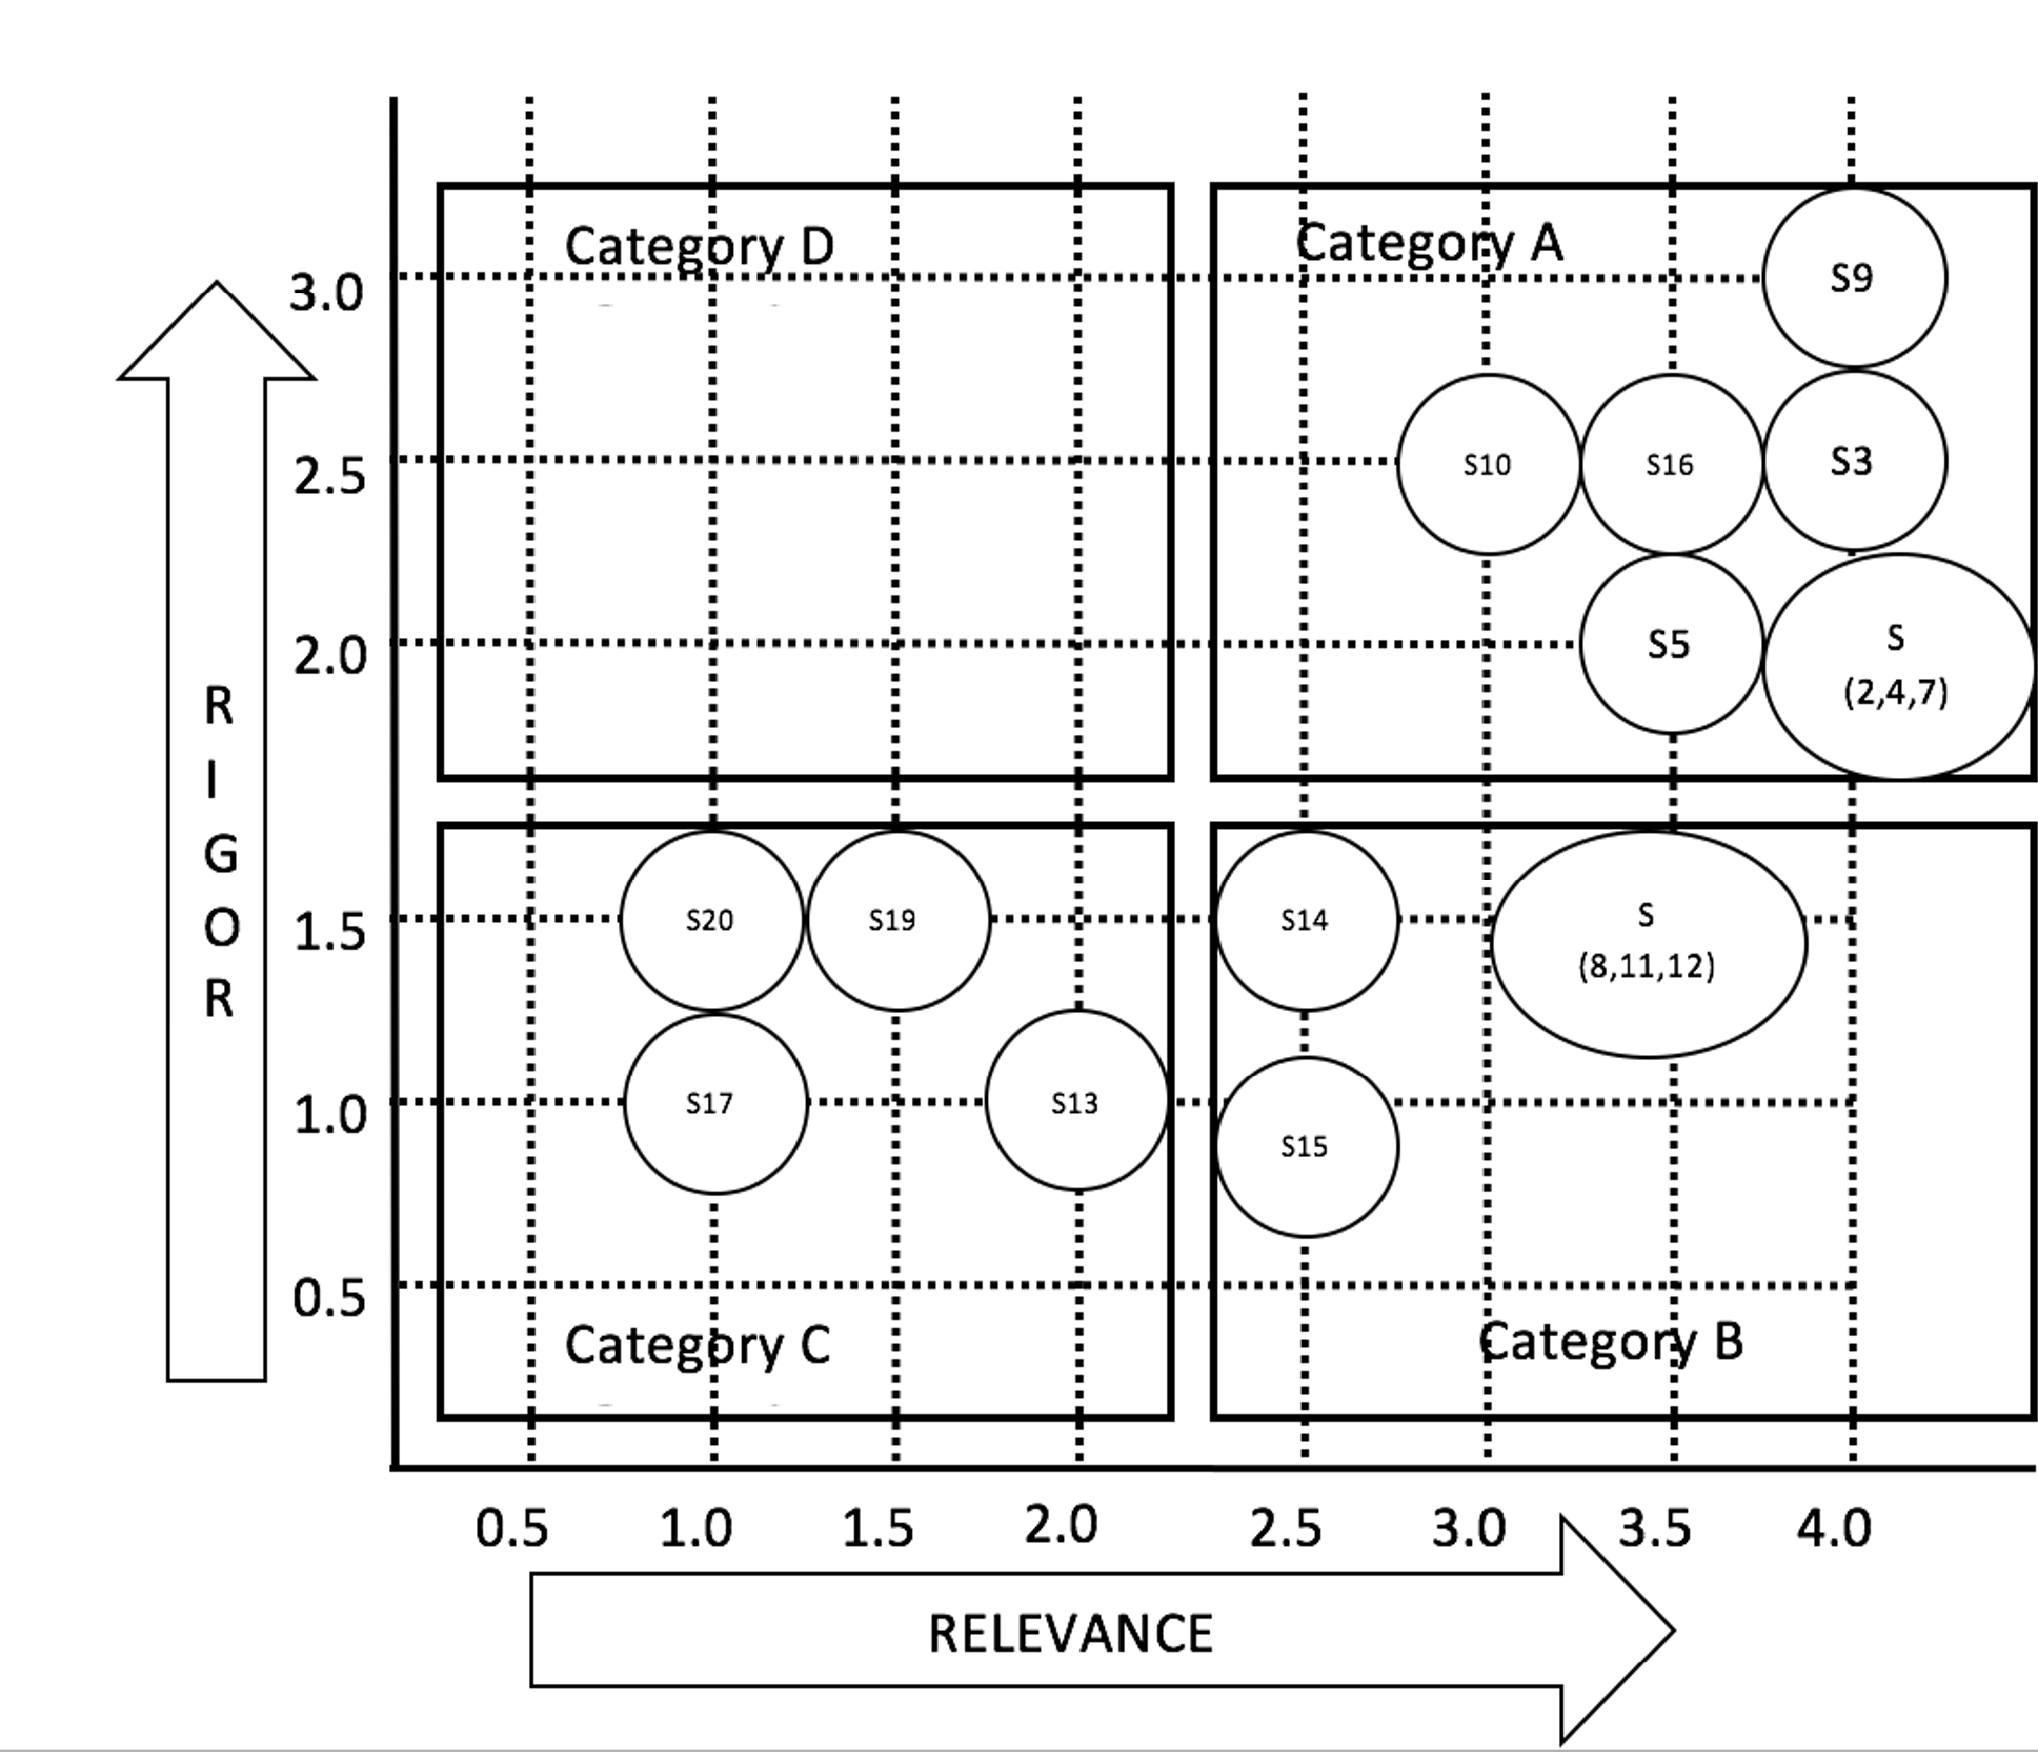 Category D
Category A
3.0
S9
2.5
S10
S16
S3
2.0
S5
S
(2,4,7)
R
I
G
O
R
1.5
S20
S19
S14
S
(8,11,12)
1.0
S17
S13
S15
0.5
Category C
Category B
0.5 1.0 1.5 2.0 2.5 3.0 3.5 4.0
RELEVANCE